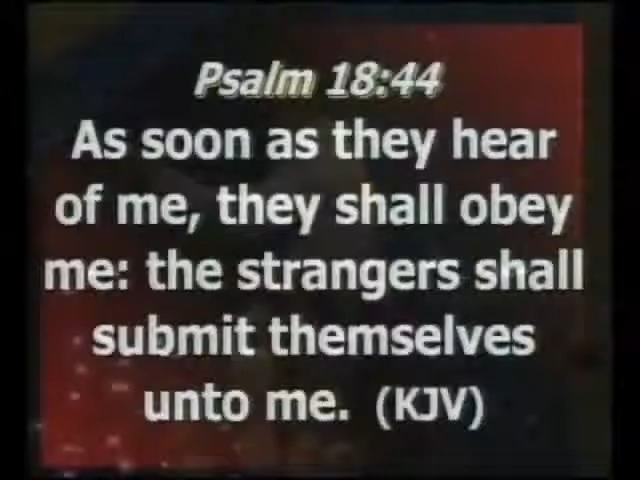 Psalm 18:44
As soon as they hear
of me, they shall obey
me: the strangers shall
submit themselves
unto me. (KJV)